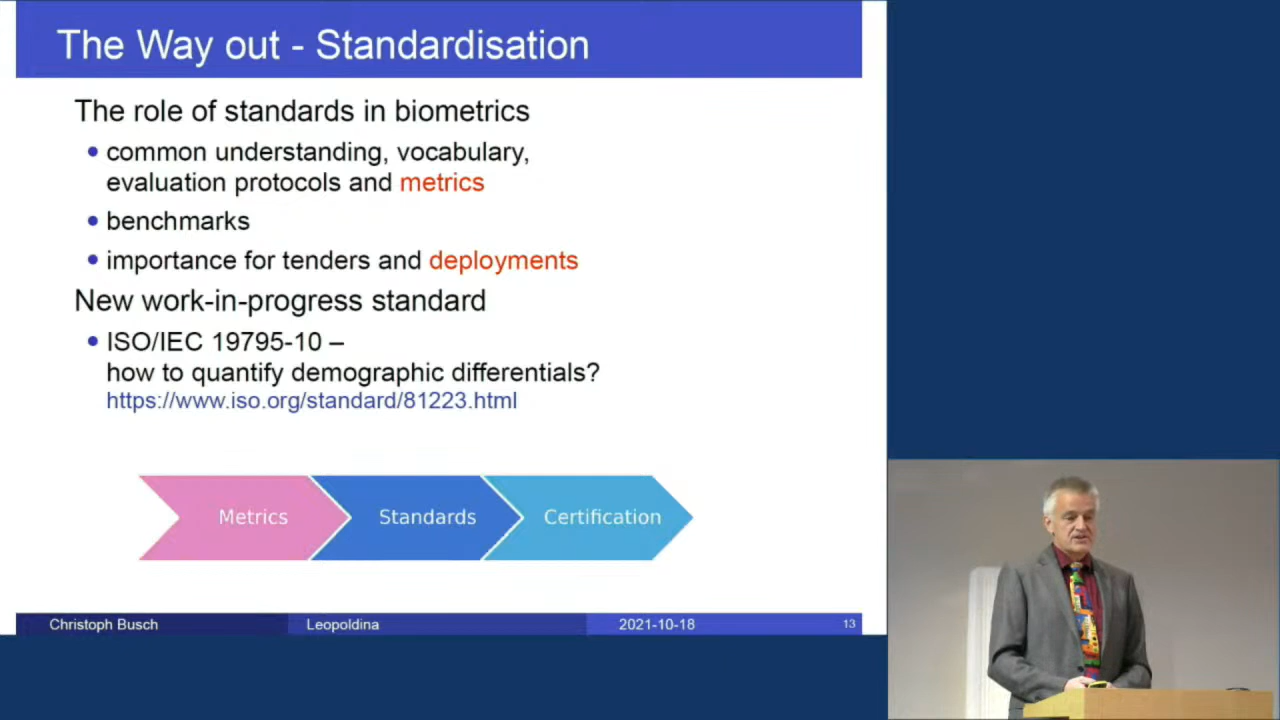 The Way out - Standardisation
The role of standards in biometrics
common understanding, vocabulary,
evaluation protocols and metrics
benchmarks
importance for tenders and deployments
New work-in-progress standard
ISO/IEC 19795-10 –
how to quantify demographic differentials?
https://www.iso.org/standard/81223.html
Metrics
Standards
Certification
Christoph Busch
Leopoldina
2021-10-18
13